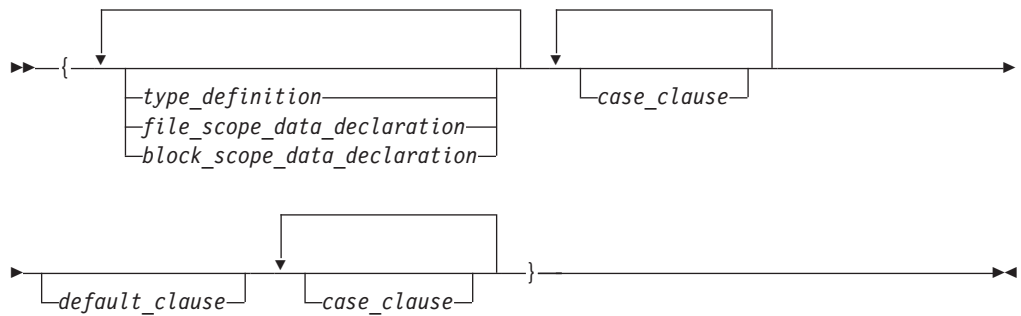 {
type_definition
file_scope_data_declaration
block_scope_data_declaration
case_clause
default_clause
case_clause
}